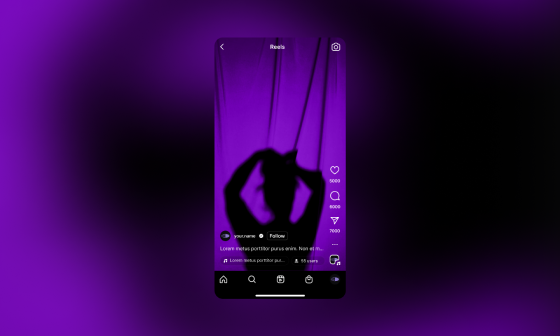 Reels
5000
6000
7000
your.name Follow
Lorem metus porttitor purus enim. Non et m...
Lorem metus porttitor pur... 55 users